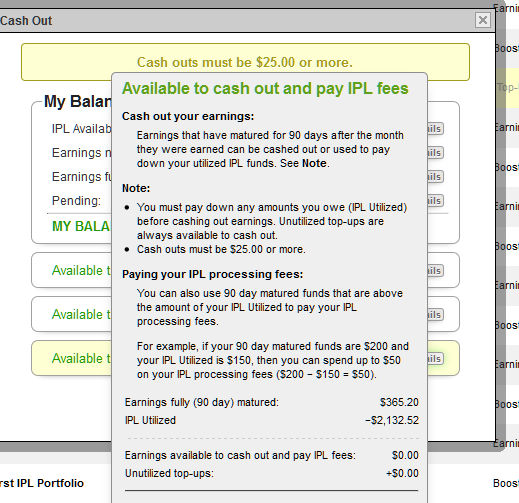 Cash Out
Cash outs must be $25.00 or more.
Available to cash out and pay IPL fees
My Balan
Cash out your earnings:
IPL Availab
Earnings that have matured for 90 days after the month
they were earned can be cashed out or used to pay
down your utilized IPL funds. See Note.
Earnings n
Earnings fu
Pending:
MY BALA
Note:
You must pay down any amounts you owe (IPL Utilized)
before cashing out earnings. Unutilized top-ups are
always available to cash out.
Cash outs must be $25.00 or more.
Available t
Available t
Available t
Paying your IPL processing fees:
You can also use 90 day matured funds that are above
the amount of your IPL Utilized to pay your IPL
processing fees.
For example, if your 90 day matured funds are $200 and
your IPL Utilized is $150, then you can spend up to $50
on your IPL processing fees ($200 − $150 = $50).
Earnings fully (90 day) matured: $365.20
IPL Utilized −$2,132.52
Earnings available to cash out and pay IPL fees: $0.00
Unutilized top-ups: +$0.00
rst IPL Portfolio
ails
ails
ails
ails
ails
ails
Earnin
Boost
Top-
Earnin
Boost
Earnin
Boost
Earnin
Boost
Earnin
Boost
Earnin
Boost